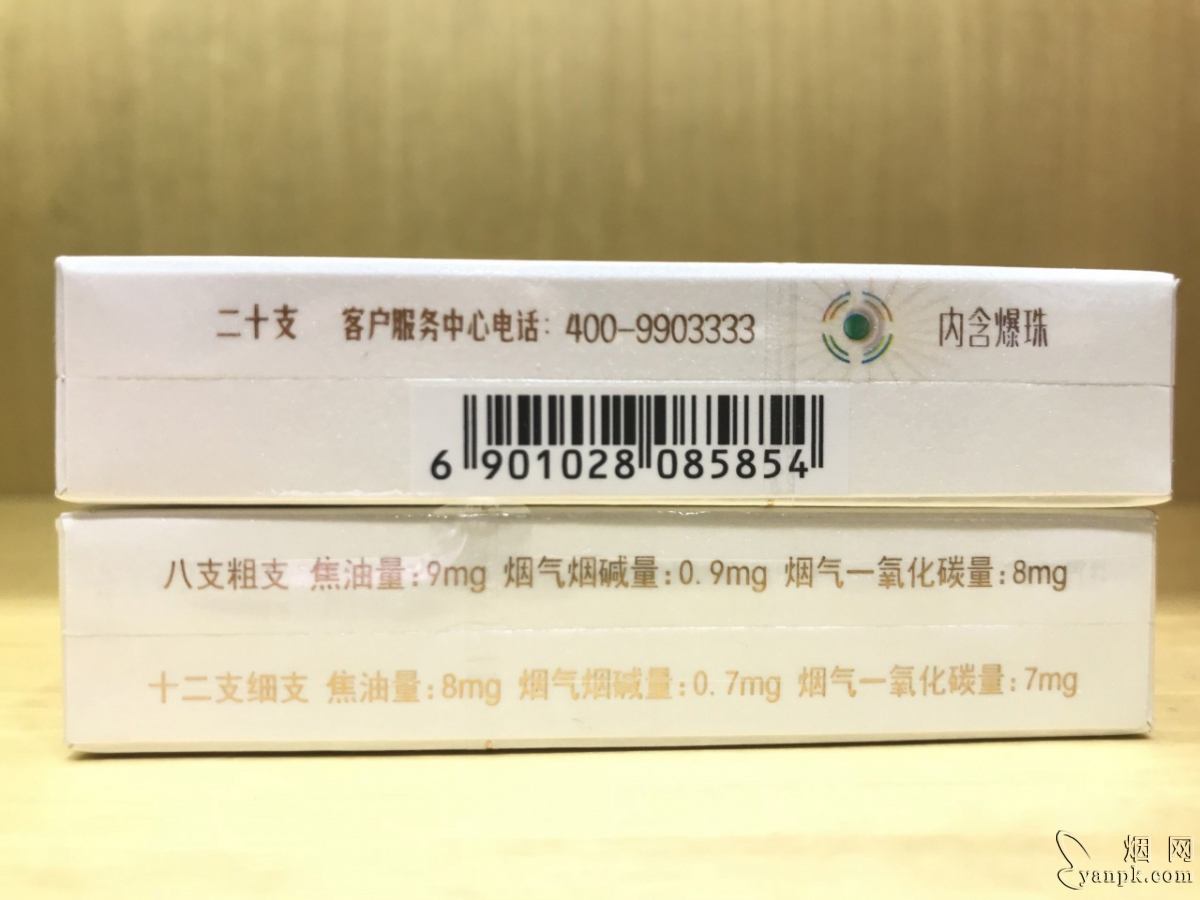 二十支 客户服务中心电话: 400-9903333 内含爆珠
6 901028 085854
八支粗支 焦油量:9mg 烟气烟碱量:0.9mg 烟气一氧化碳量:8mg
十二支细支 焦油量:8mg 烟气烟碱量:0.7mg 烟气一氧化碳量:7mg
烟网
yanpk.com